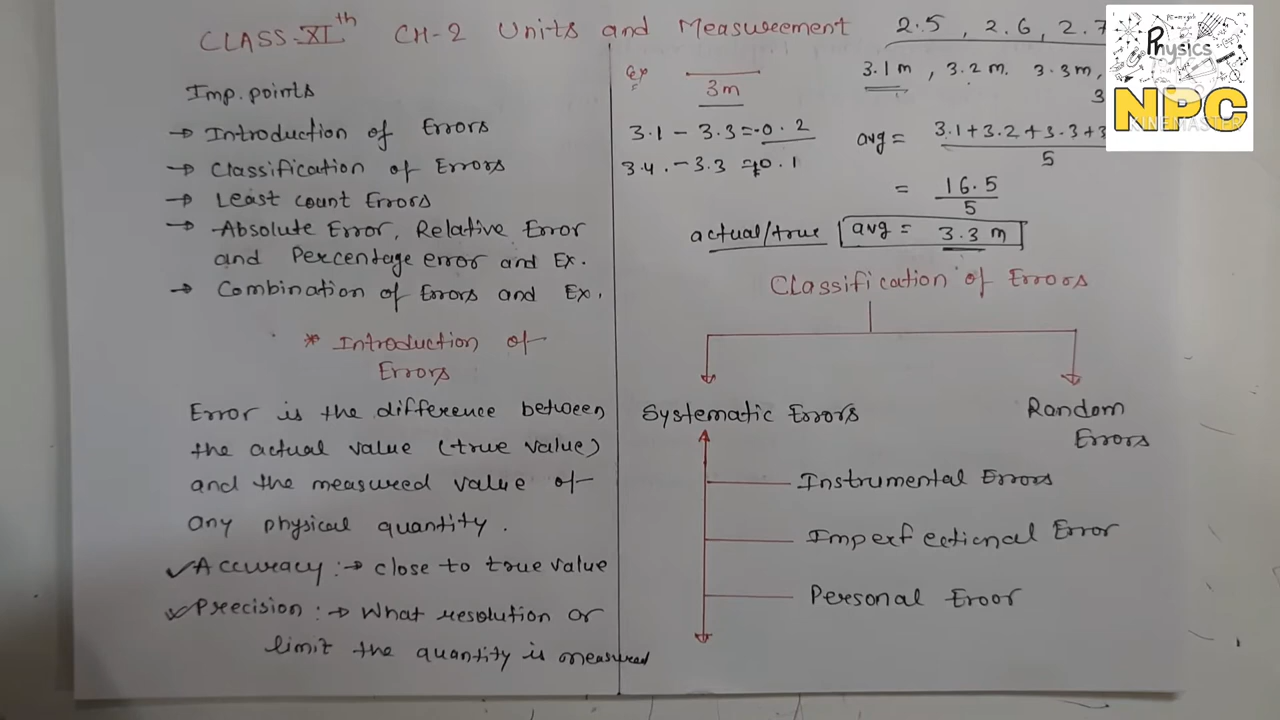 CLASS-XIth CH-2 Units and Measurement
Imp. points
→ Introduction of Errors
→ Classification of Errors
→ Least count Errors
→ Absolute Error, Relative Error
and Percentage error and Ex.
→ Combination of Errors and Ex.
* Introduction of
Errors
Error is the difference between
the actual value (true value)
and the measured value of
any physical quantity.
✓Accuracy :→ close to true value
✓Precision :→ What resolution or
limit the quantity is measured
2.5, 2.6, 2.7
Ex
3m
3.1m, 3.2m. 3.3m,
3
3.1 - 3.3 = -0.2
3.4. - 3.3 = +0.1
avg = 3.1+3.2+3.3+3
5
= 16.5
5
actual/true avg = 3.3 m
Classification of Errors
Systematic Errors
Random
Errors
Instrumental Errors
Imperfectional Error
Personal Error
Physics
NPC
KINEMASTER